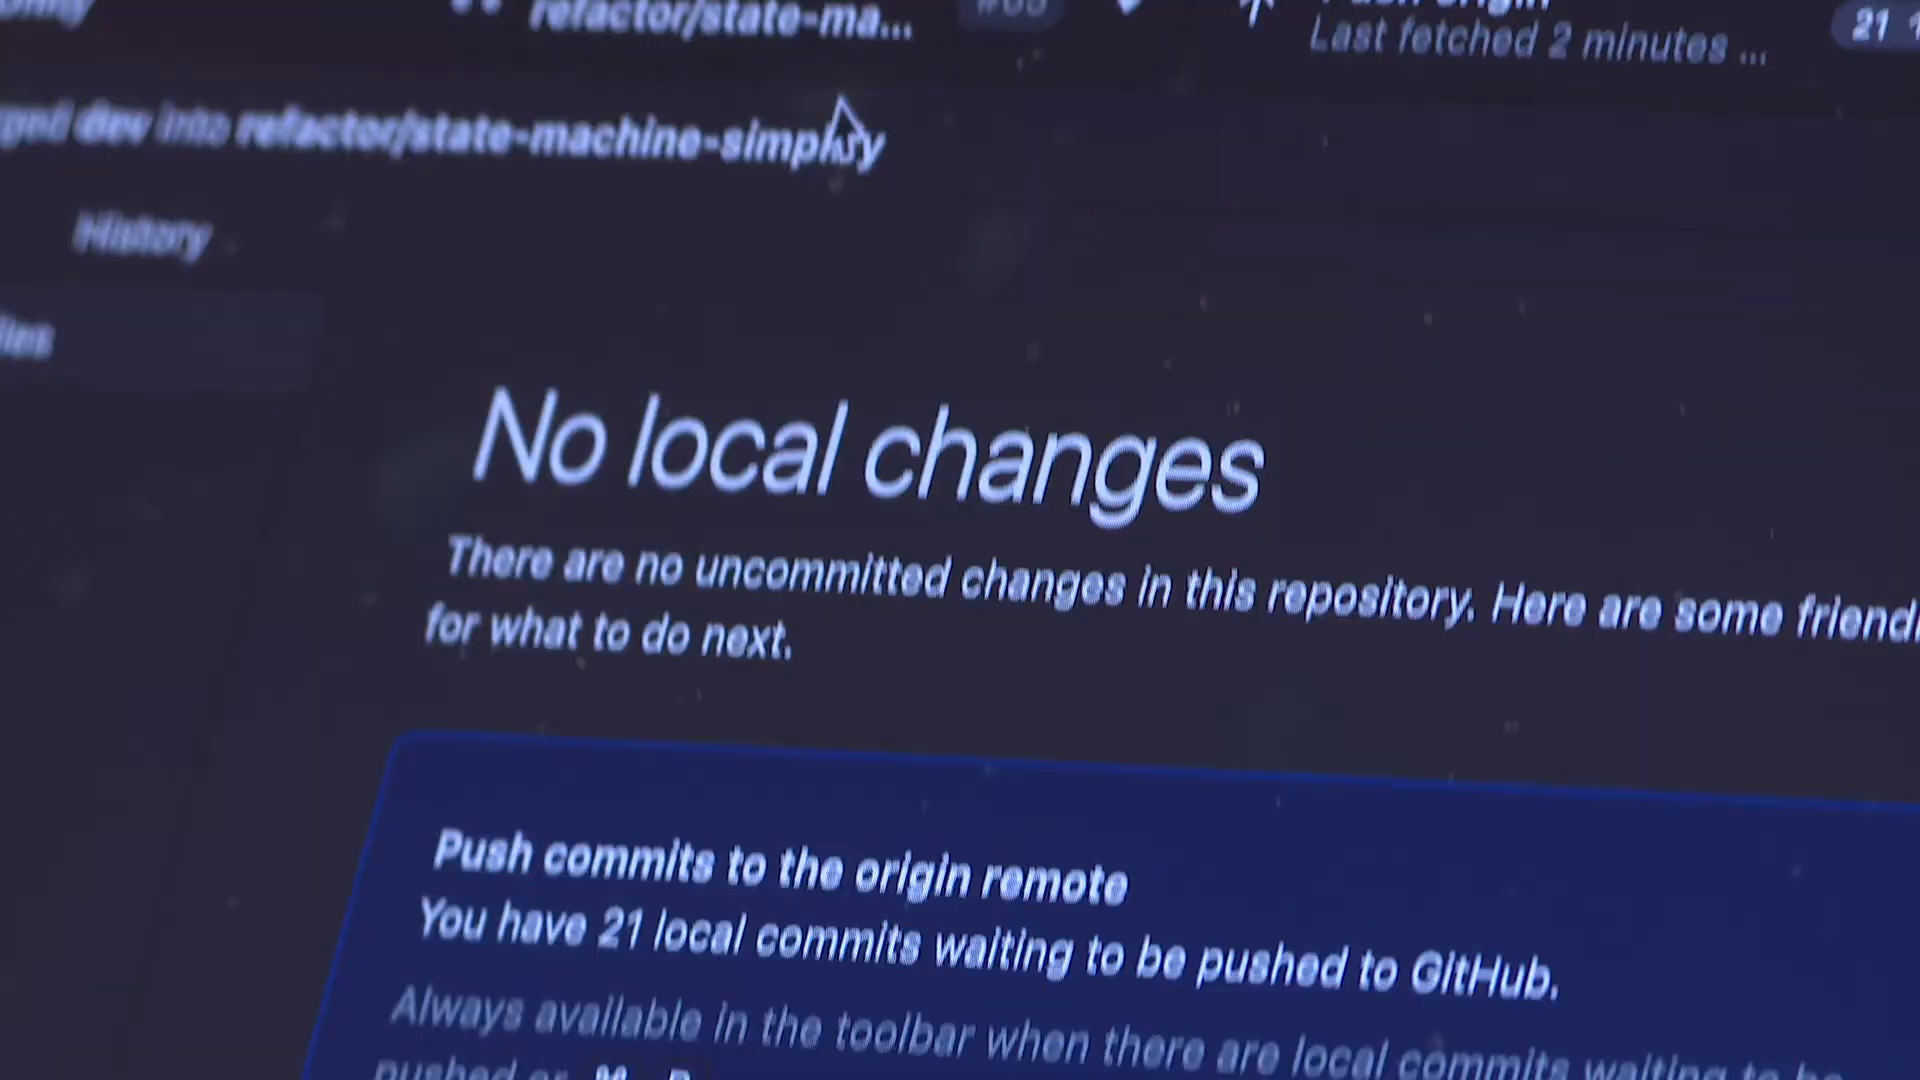 refactor/state-ma...
Last fetched 2 minutes ...
21
dev into refactor/state-machine-simplify
History
No local changes
There are no uncommitted changes in this repository. Here are some
for what to do next.
Push commits to the origin remote
You have 21 local commits waiting to be pushed to GitHub.
Always available in the toolbar when there are local commits waiting to be
pushed or